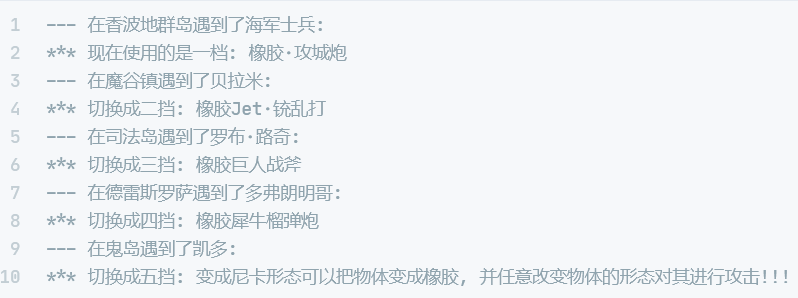 1 --- 在香波地群岛遇到了海军士兵:
2 *** 现在使用的是一档: 橡胶·攻城炮
3 --- 在魔谷镇遇到了贝拉米:
4 *** 切换成二挡: 橡胶Jet·铳乱打
5 --- 在司法岛遇到了罗布·路奇:
6 *** 切换成三挡: 橡胶巨人战斧
7 --- 在德雷斯罗萨遇到了多弗朗明哥:
8 *** 切换成四挡: 橡胶犀牛榴弹炮
9 --- 在鬼岛遇到了凯多:
10 *** 切换成五挡: 变成尼卡形态可以把物体变成橡胶, 并任意改变物体的形态对其进行攻击!!!